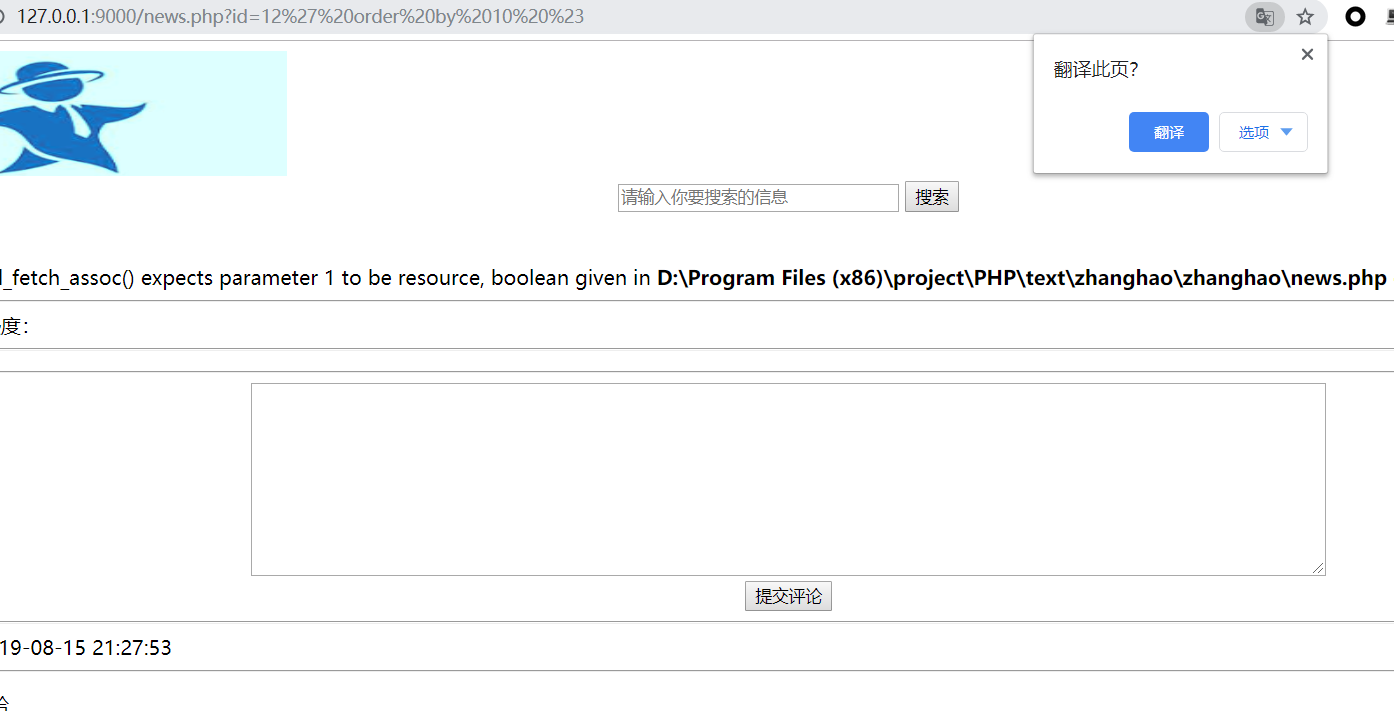 127.0.0.1:9000/news.php?id=12%27%20order%20by%2010%20%23
翻译此页?
翻译
选项
请输入你要搜索的信息
搜索
l_fetch_assoc() expects parameter 1 to be resource, boolean given in D:\Program Files (x86)\project\PHP\text\zhanghao\zhanghao\news.php
度:
提交评论
19-08-15 21:27:53